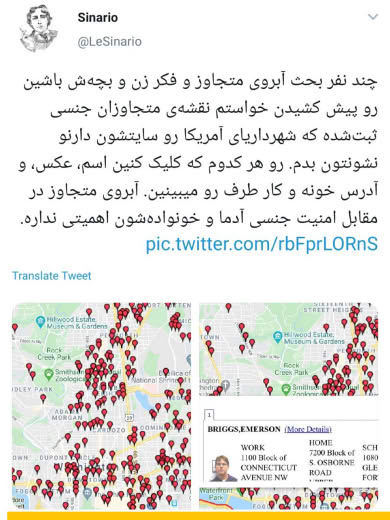 Sinario
@LeSinario
چند نفر بحث آبروی متجاوز و فکر زن و بچه‌ش باشین
رو پیش کشیدن خواستم نقشه‌ی متجاوزان جنسی
ثبت‌شده که شهرداریای آمریکا رو سایتشون دارنو
نشونتون بدم. رو هر کدوم که کلیک کنین اسم، عکس، و
آدرس خونه و کار طرف رو میبینین. آبروی متجاوز در
مقابل امنیت جنسی آدما و خونواده‌شون اهمیتی نداره.
pic.twitter.com/rbFprLORnS
Translate Tweet
Hillwood Estate,
Museum & Gardens
Rock
Creek Park
Smithsonian
Zoological
National Shrine
MORGAN
CARDOZO
DUPONT
SIXTEENTH
STREET HEIGHTS
Hillwood Estate,
Museum & Gardens
Rock
Creek Park
1
BRIGGS,EMERSON (More Details)
WORK
1100 Block of
CONNECTICUT
AVENUE NW
HOME
7200 Block of
S. OSBORNE
ROAD
SCH
1080
GLE
FOR
Waterfront
Park